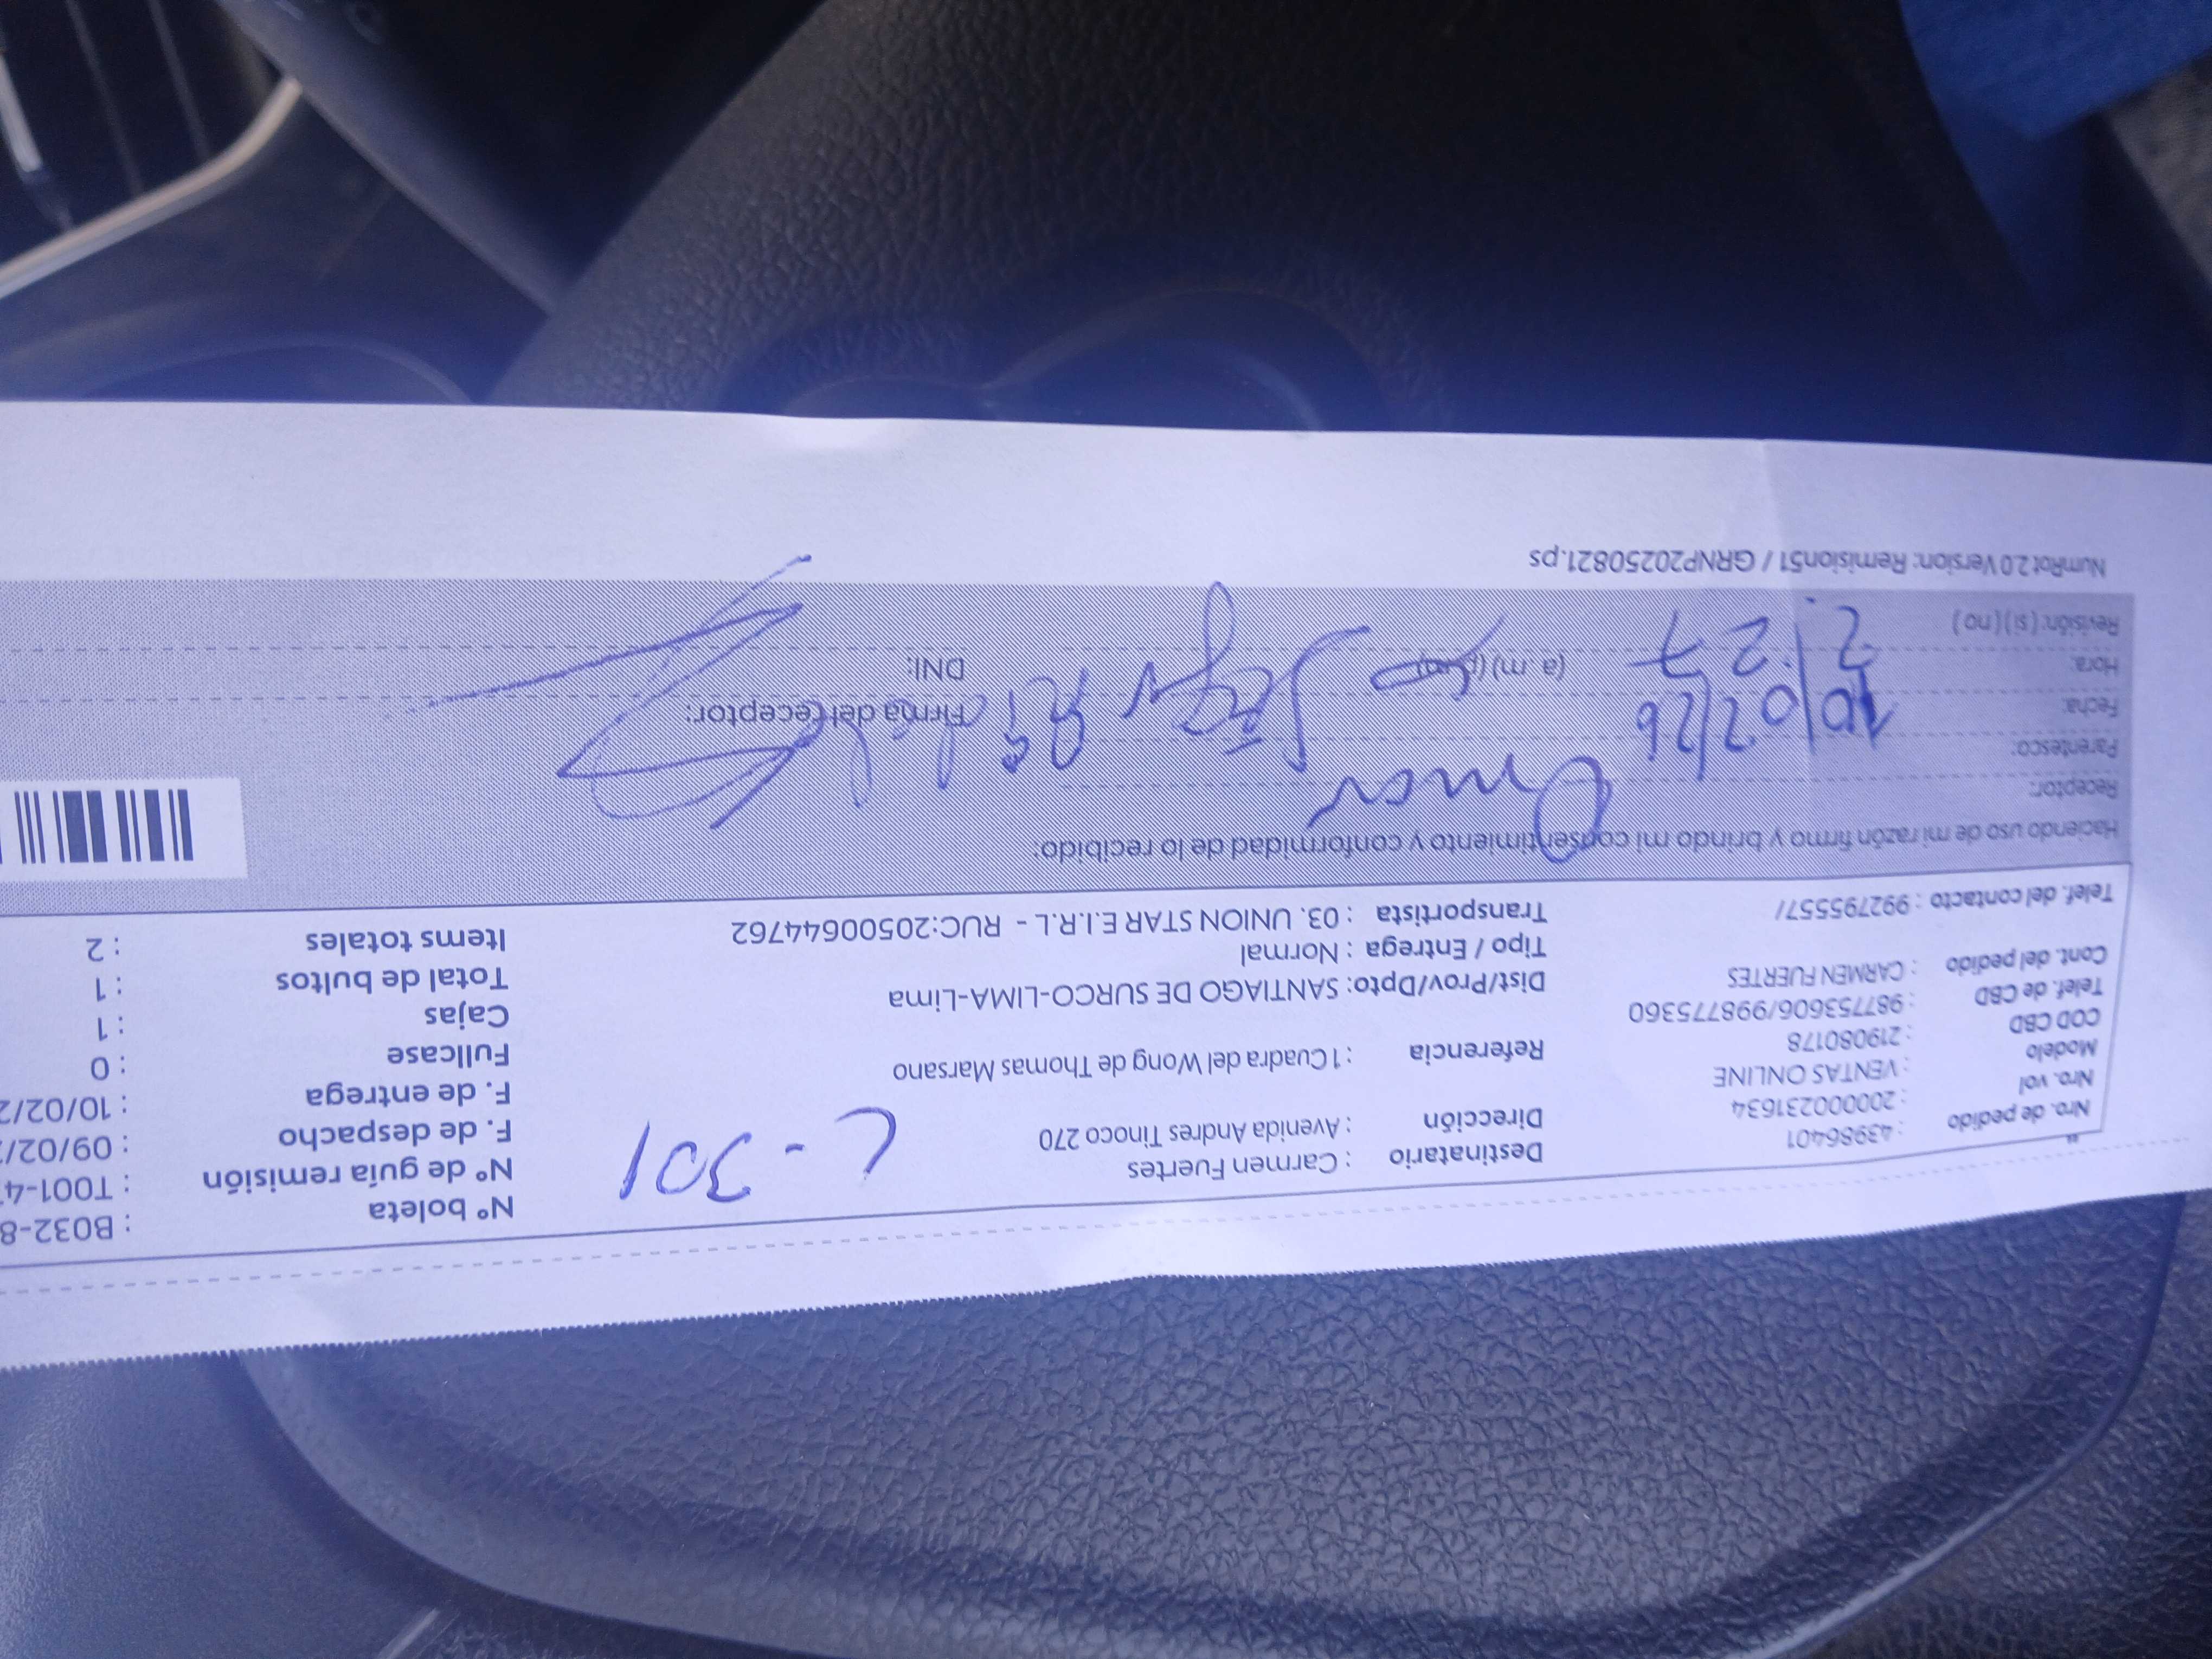 Nro. de pedido : 43986401
Nro. vol : 20000231634
Modelo : VENTAS ONLINE
COD CBD : 219080178
Telef. de CBD : 987753606/998775360
Cont. del pedido : CARMEN FUERTES
Telef. del contacto : 992795557/
Destinatario : Carmen Fuertes
Dirección : Avenida Andres Tinoco 270
C-301
Referencia : 1 Cuadra del Wong de Thomas Marsano
Dist/Prov/Dpto: SANTIAGO DE SURCO-LIMA-Lima
Tipo / Entrega : Normal
Transportista : 03. UNION STAR E.I.R.L - RUC:20500644762
Nº boleta : B032-8
Nº de guía remisión : T001-4
F. de despacho : 09/02/2
F. de entrega : 10/02/2
Fullcase : 0
Cajas : 1
Total de bultos : 1
Items totales : 2
Haciendo uso de mi razón firmo y brindo mi consentimiento y conformidad de lo recibido:
Receptor: Omar
Parentesco:
Fecha: 10/02/26
Hora: 2:27 (a. m) (p. m)
Revisión: (si) (no)
Firma del receptor:
DNI:
NumRot 2.0 Version: Remision51 / GRNP20250821.ps